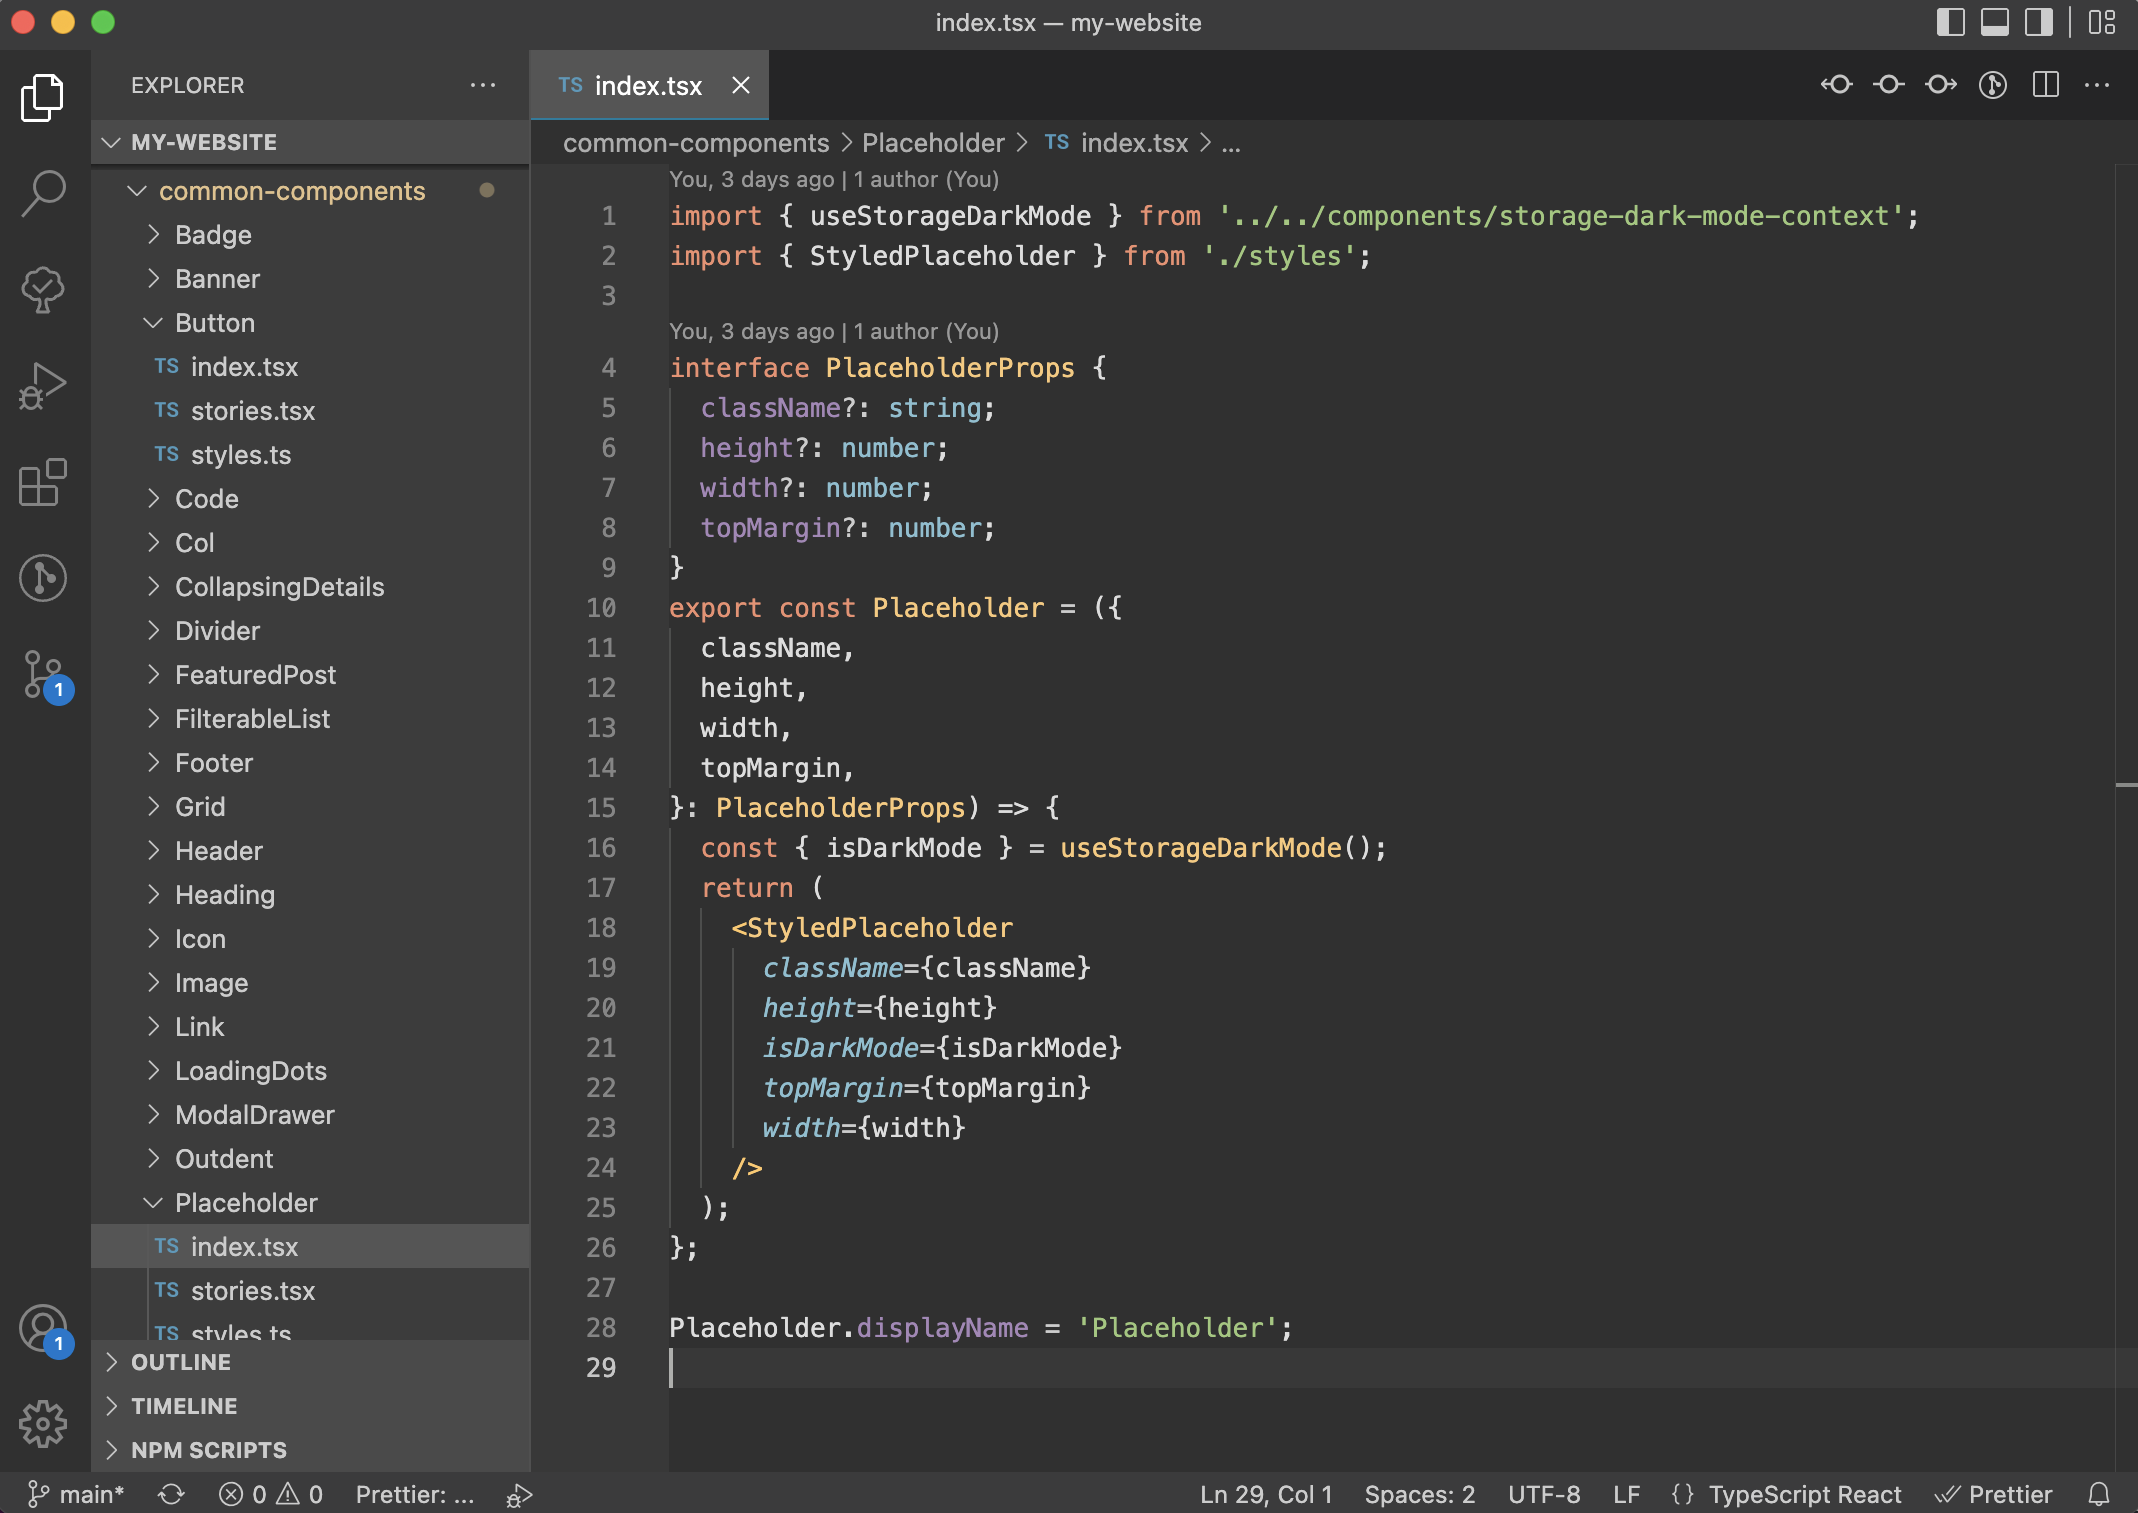 index.tsx — my-website
EXPLORER
MY-WEBSITE
common-components
Badge
Banner
Button
TS index.tsx
TS stories.tsx
TS styles.ts
Code
Col
CollapsingDetails
Divider
FeaturedPost
FilterableList
Footer
Grid
Header
Heading
Icon
Image
Link
LoadingDots
ModalDrawer
Outdent
Placeholder
TS index.tsx
TS stories.tsx
TS styles.ts
OUTLINE
TIMELINE
NPM SCRIPTS
1
1
TS index.tsx
common-components > Placeholder > TS index.tsx > ...
You, 3 days ago | 1 author (You)
1 import { useStorageDarkMode } from '../../components/storage-dark-mode-context';
2 import { StyledPlaceholder } from './styles';
3
You, 3 days ago | 1 author (You)
4 interface PlaceholderProps {
5   className?: string;
6   height?: number;
7   width?: number;
8   topMargin?: number;
9 }
10 export const Placeholder = ({
11   className,
12   height,
13   width,
14   topMargin,
15 }: PlaceholderProps) => {
16   const { isDarkMode } = useStorageDarkMode();
17   return (
18     <StyledPlaceholder
19       className={className}
20       height={height}
21       isDarkMode={isDarkMode}
22       topMargin={topMargin}
23       width={width}
24     />
25   );
26 };
27
28 Placeholder.displayName = 'Placeholder';
29
main* 0 0 Prettier: ... Ln 29, Col 1 Spaces: 2 UTF-8 LF {} TypeScript React Prettier